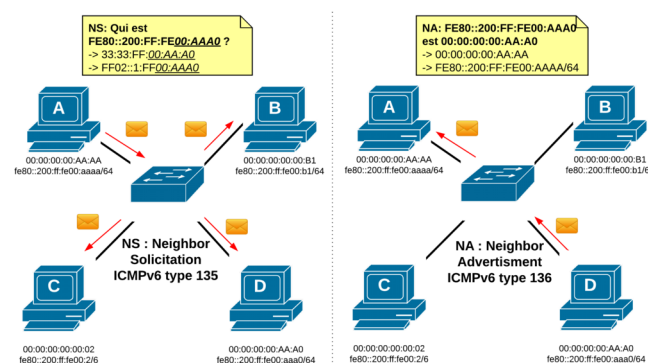 NS: Qui est
FE80::200:FF:FE00:AAA0 ?
-> 33:33:FF:00:AA:A0
-> FF02::1:FF00:AAA0
A
B
00:00:00:00:AA:AA
fe80::200:ff:fe00:aaaa/64
00:00:00:00:00:B1
fe80::200:ff:fe00:b1/64
NS : Neighbor
Solicitation
ICMPv6 type 135
C
D
00:00:00:00:00:02
fe80::200:ff:fe00:2/6
00:00:00:00:AA:A0
fe80::200:ff:fe00:aaa0/64
NA: FE80::200:FF:FE00:AAA0
est 00:00:00:00:AA:A0
-> 00:00:00:00:AA:AA
-> FE80::200:FF:FE00:AAAA/64
A
B
00:00:00:00:AA:AA
fe80::200:ff:fe00:aaaa/64
00:00:00:00:00:B1
fe80::200:ff:fe00:b1/6
NA : Neighbor
Advertisment
ICMPv6 type 136
C
D
00:00:00:00:00:02
fe80::200:ff:fe00:2/6
00:00:00:00:AA:A0
fe80::200:ff:fe00:aaa0/64